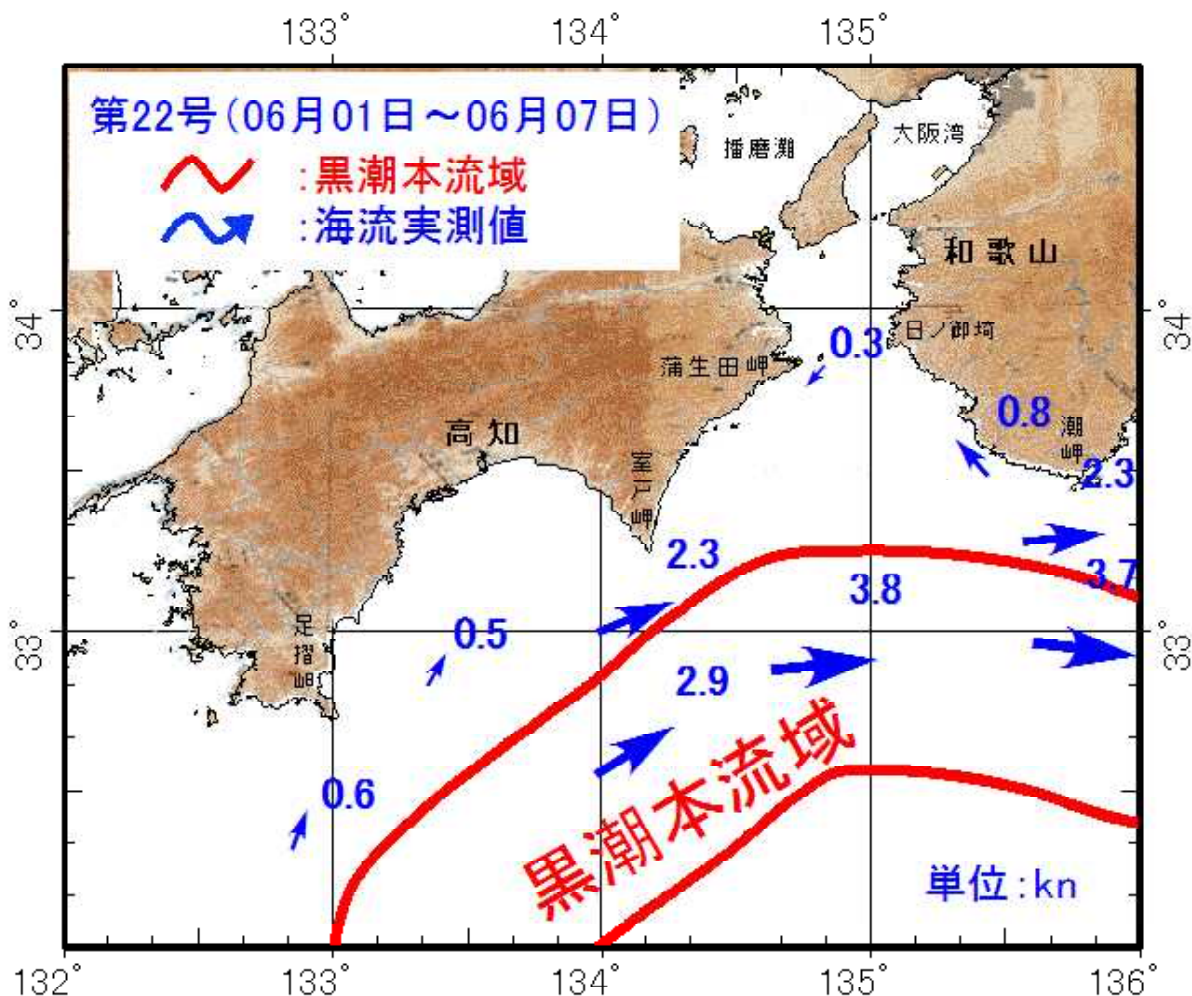 133° 134° 135°
第22号(06月01日～06月07日)
:黒潮本流域
:海流実測値
播磨灘
大阪湾
和歌山
34°
34°
日ノ御埼
0.3
蒲生田岬
0.8
高知
潮岬
室戸岬
2.3
2.3
3.7
3.8
足摺岬
0.5
33°
33°
2.9
0.6
黒潮本流域
単位:kn
132° 133° 134° 135° 136°